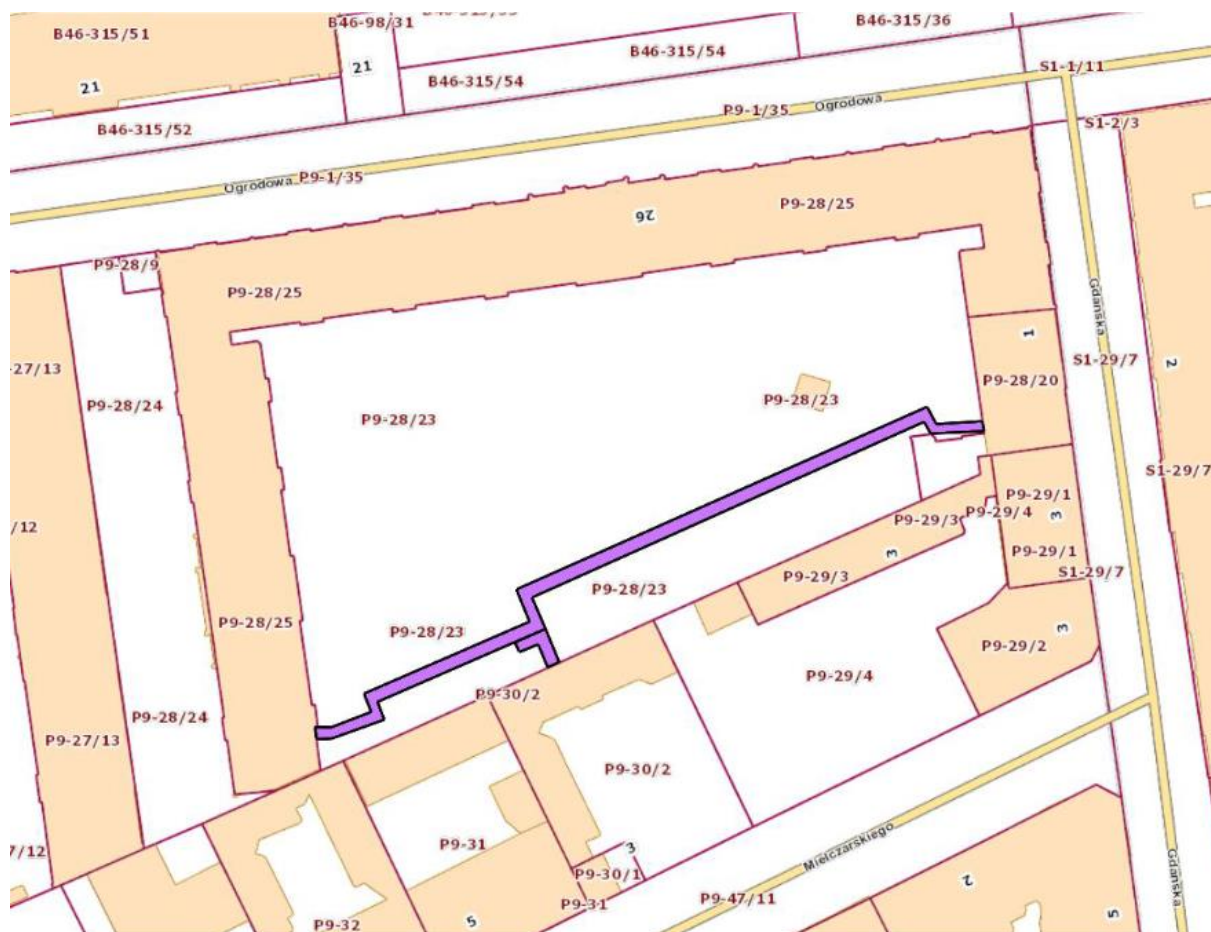 B46-98/31
B46-315/36
B46-315/51
B46-315/54
21
S1-1/11
21
B46-315/54
Ogrodowa
P9-1/35
S1-2/3
B46-315/52
Ogrodowa
P9-1/35
P9-28/25
26
P9-28/9
P9-28/25
Gdańska
1
S1-29/7
2
-27/13
P9-28/20
P9-28/24
P9-28/23
P9-28/23
S1-29/7
P9-29/1
P9-29/3
P9-29/4
3
/12
3
P9-29/1
P9-29/3
S1-29/7
P9-28/23
P9-28/25
P9-28/23
3
P9-29/2
P9-29/4
P9-30/2
P9-28/24
P9-27/13
P9-30/2
Mielczarskiego
P9-31
3
7/12
P9-30/1
Gdańska
2
P9-31
P9-47/11
5
5
P9-32